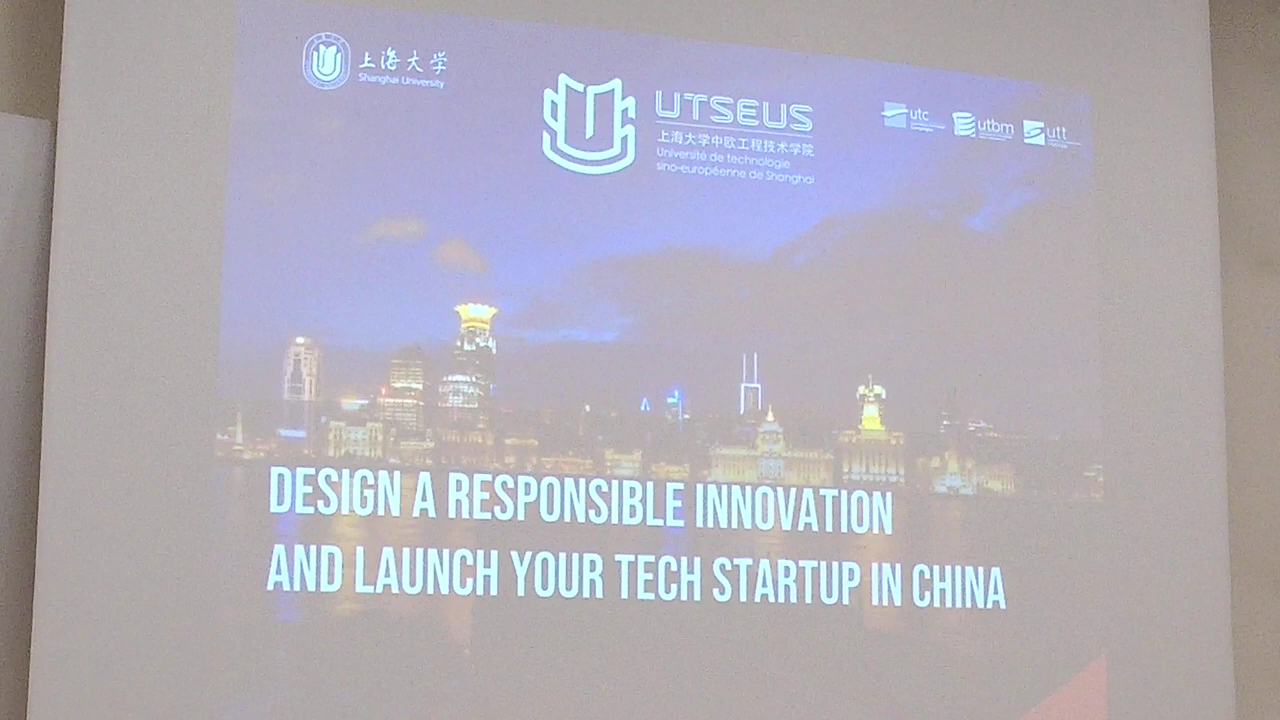 上海大学
Shanghai University
UTSEUS
上海大学中欧工程技术学院
Université de technologie
sino-européenne de Shanghai
utc
utbm
utt
DESIGN A RESPONSIBLE INNOVATION
AND LAUNCH YOUR TECH STARTUP IN CHINA